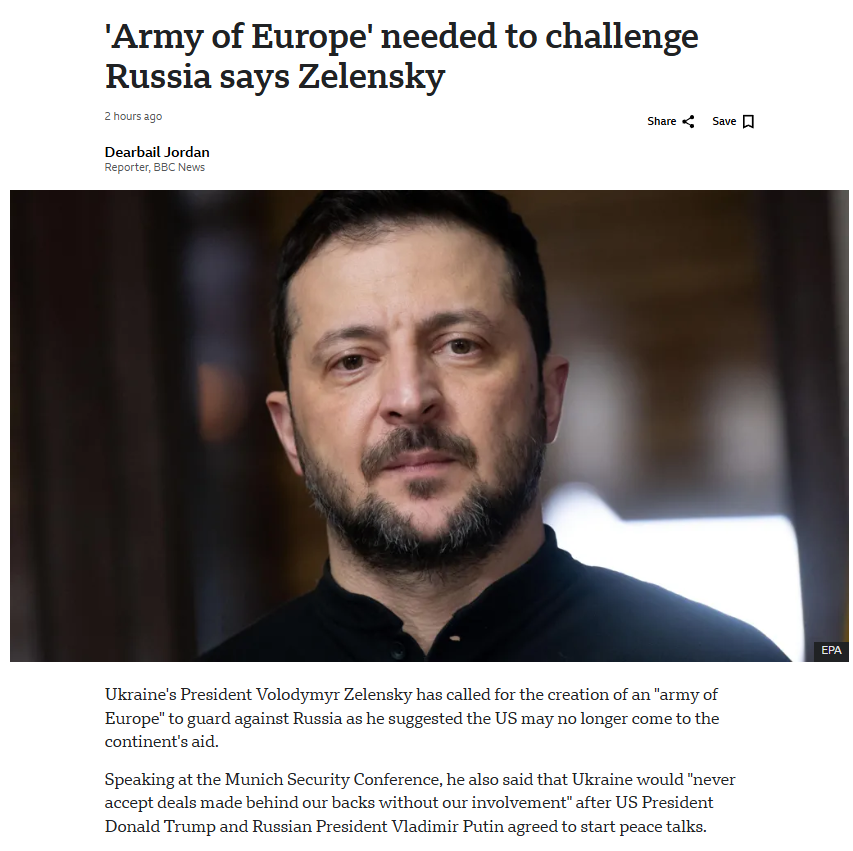 'Army of Europe' needed to challenge
Russia says Zelensky
2 hours ago
Share
Save
Dearbail Jordan
Reporter, BBC News
EPA
Ukraine's President Volodymyr Zelensky has called for the creation of an "army of
Europe" to guard against Russia as he suggested the US may no longer come to the
continent's aid.
Speaking at the Munich Security Conference, he also said that Ukraine would "never
accept deals made behind our backs without our involvement" after US President
Donald Trump and Russian President Vladimir Putin agreed to start peace talks.